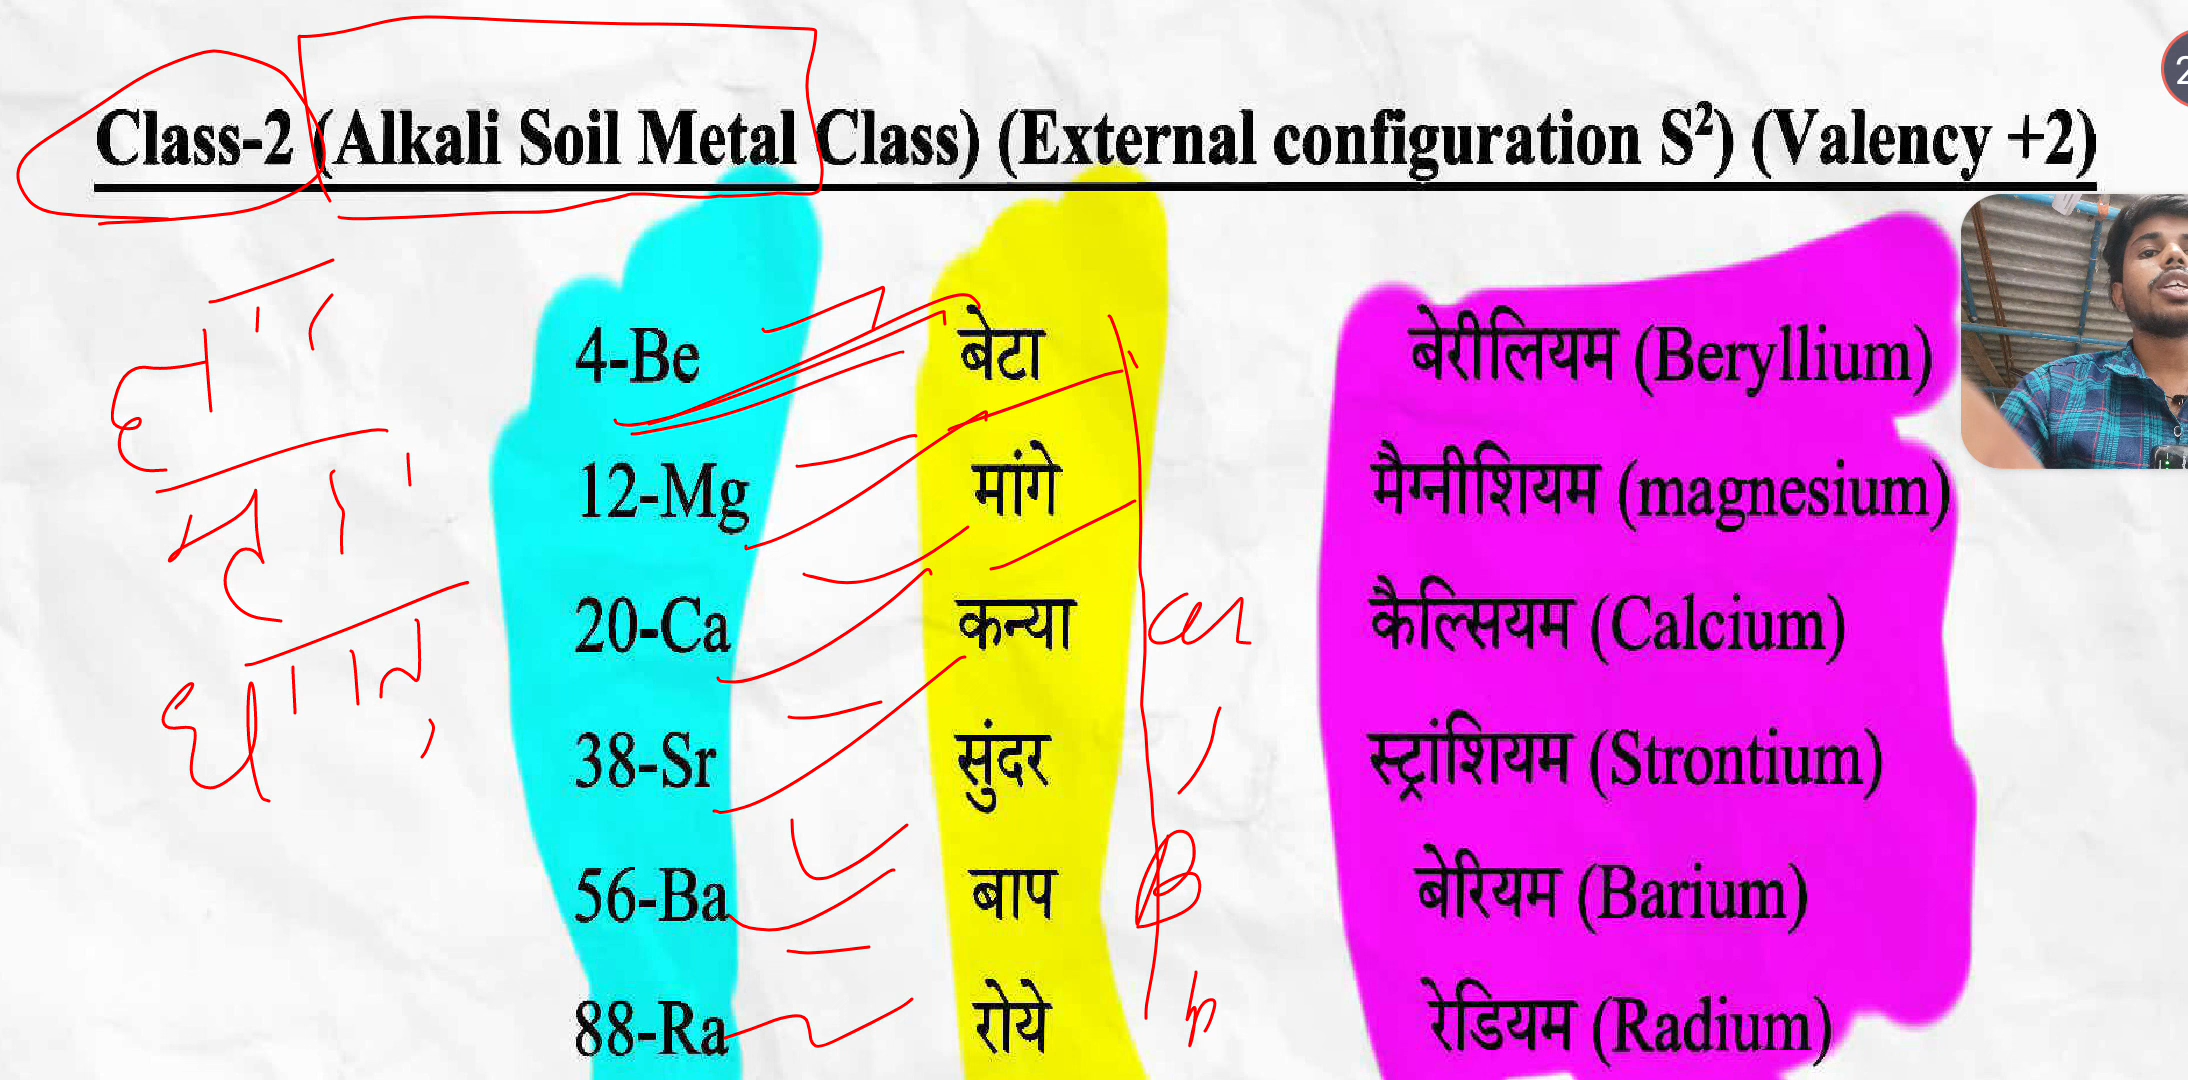 Class-2 (Alkali Soil Metal Class) (External configuration S²) (Valency +2)
4-Be बेटा बेरीलियम (Beryllium)
12-Mg मांगे मैग्नीशियम (magnesium)
20-Ca कन्या कैल्सियम (Calcium)
38-Sr सुंदर स्ट्रांशियम (Strontium)
56-Ba बाप बेरियम (Barium)
88-Ra रोये रेडियम (Radium)